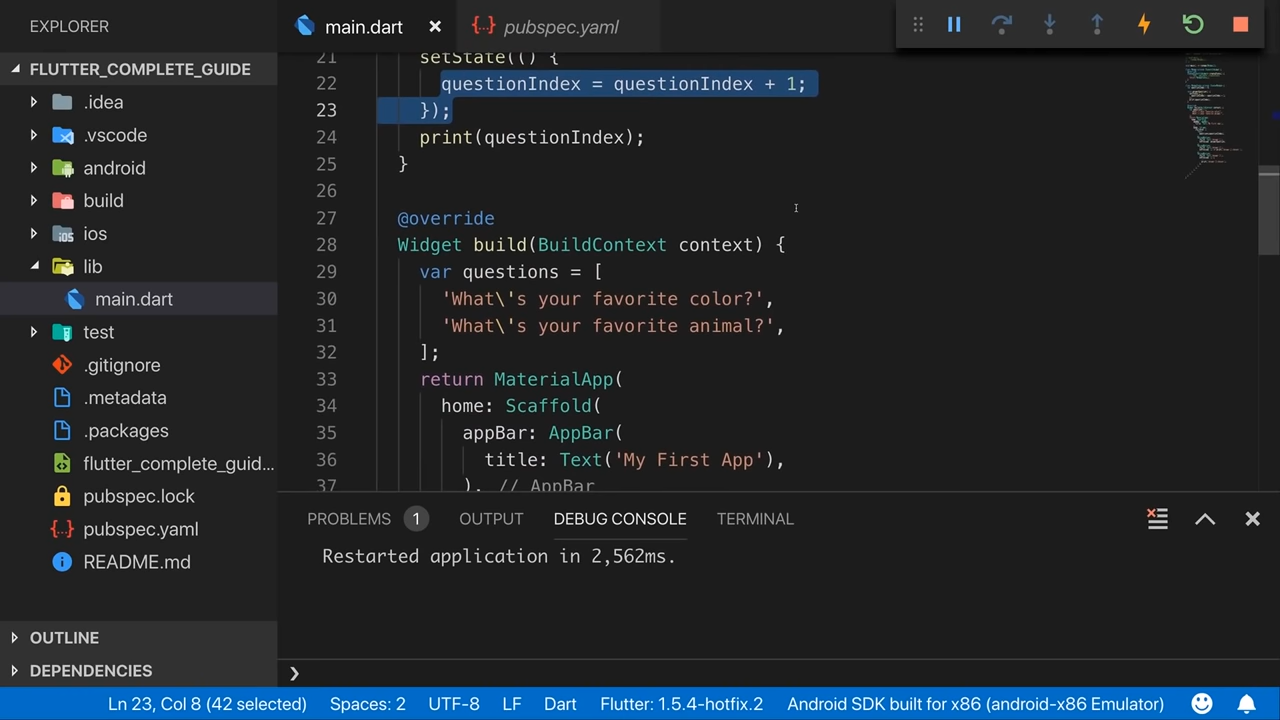 EXPLORER
FLUTTER_COMPLETE_GUIDE
.idea
.vscode
android
build
ios
lib
main.dart
test
.gitignore
.metadata
.packages
flutter_complete_guid...
pubspec.lock
pubspec.yaml
README.md
OUTLINE
DEPENDENCIES
main.dart
pubspec.yaml
21 setState(() {
22 questionIndex = questionIndex + 1;
23 });
24 print(questionIndex);
25 }
26
27 @override
28 Widget build(BuildContext context) {
29 var questions = [
30 'What\'s your favorite color?',
31 'What\'s your favorite animal?',
32 ];
33 return MaterialApp(
34 home: Scaffold(
35 appBar: AppBar(
36 title: Text('My First App'),
37 ), // AppBar
PROBLEMS 1 OUTPUT DEBUG CONSOLE TERMINAL
Restarted application in 2,562ms.
Ln 23, Col 8 (42 selected) Spaces: 2 UTF-8 LF Dart Flutter: 1.5.4-hotfix.2 Android SDK built for x86 (android-x86 Emulator)